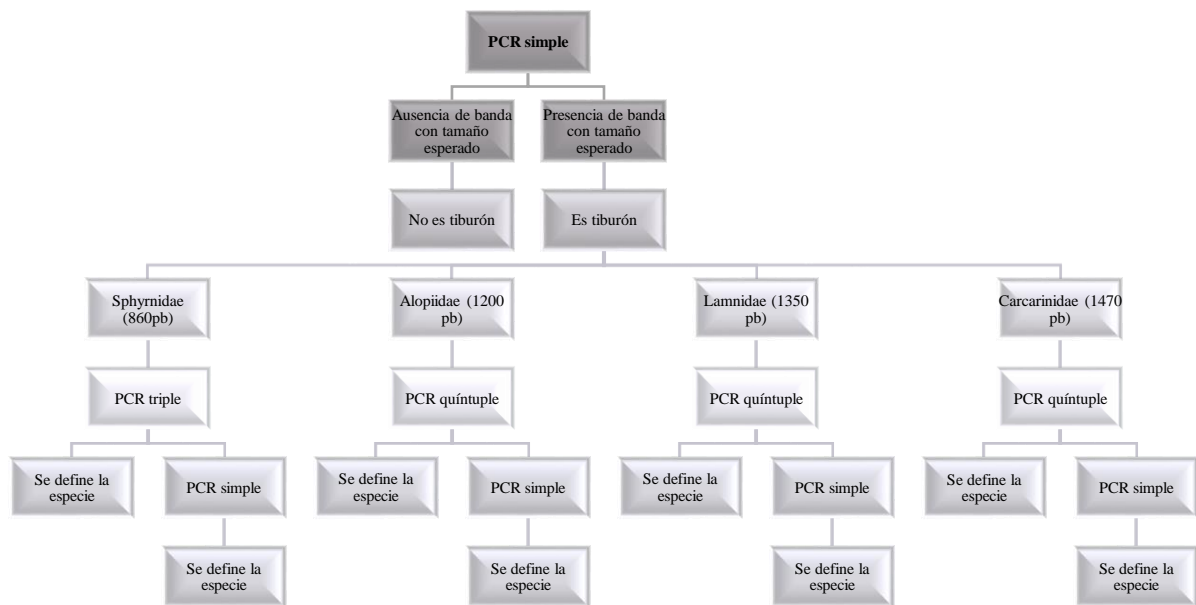 PCR simple
Ausencia de banda
con tamaño
esperado
Presencia de banda
con tamaño
esperado
No es tiburón
Es tiburón
Sphyrnidae
(860pb)
Alopiidae (1200
pb)
Lamnidae (1350
pb)
Carcarinidae (1470
pb)
PCR triple
PCR quíntuple
PCR quíntuple
PCR quíntuple
Se define la
especie
PCR simple
Se define la
especie
PCR simple
Se define la
especie
PCR simple
Se define la
especie
PCR simple
Se define la
especie
Se define la
especie
Se define la
especie
Se define la
especie